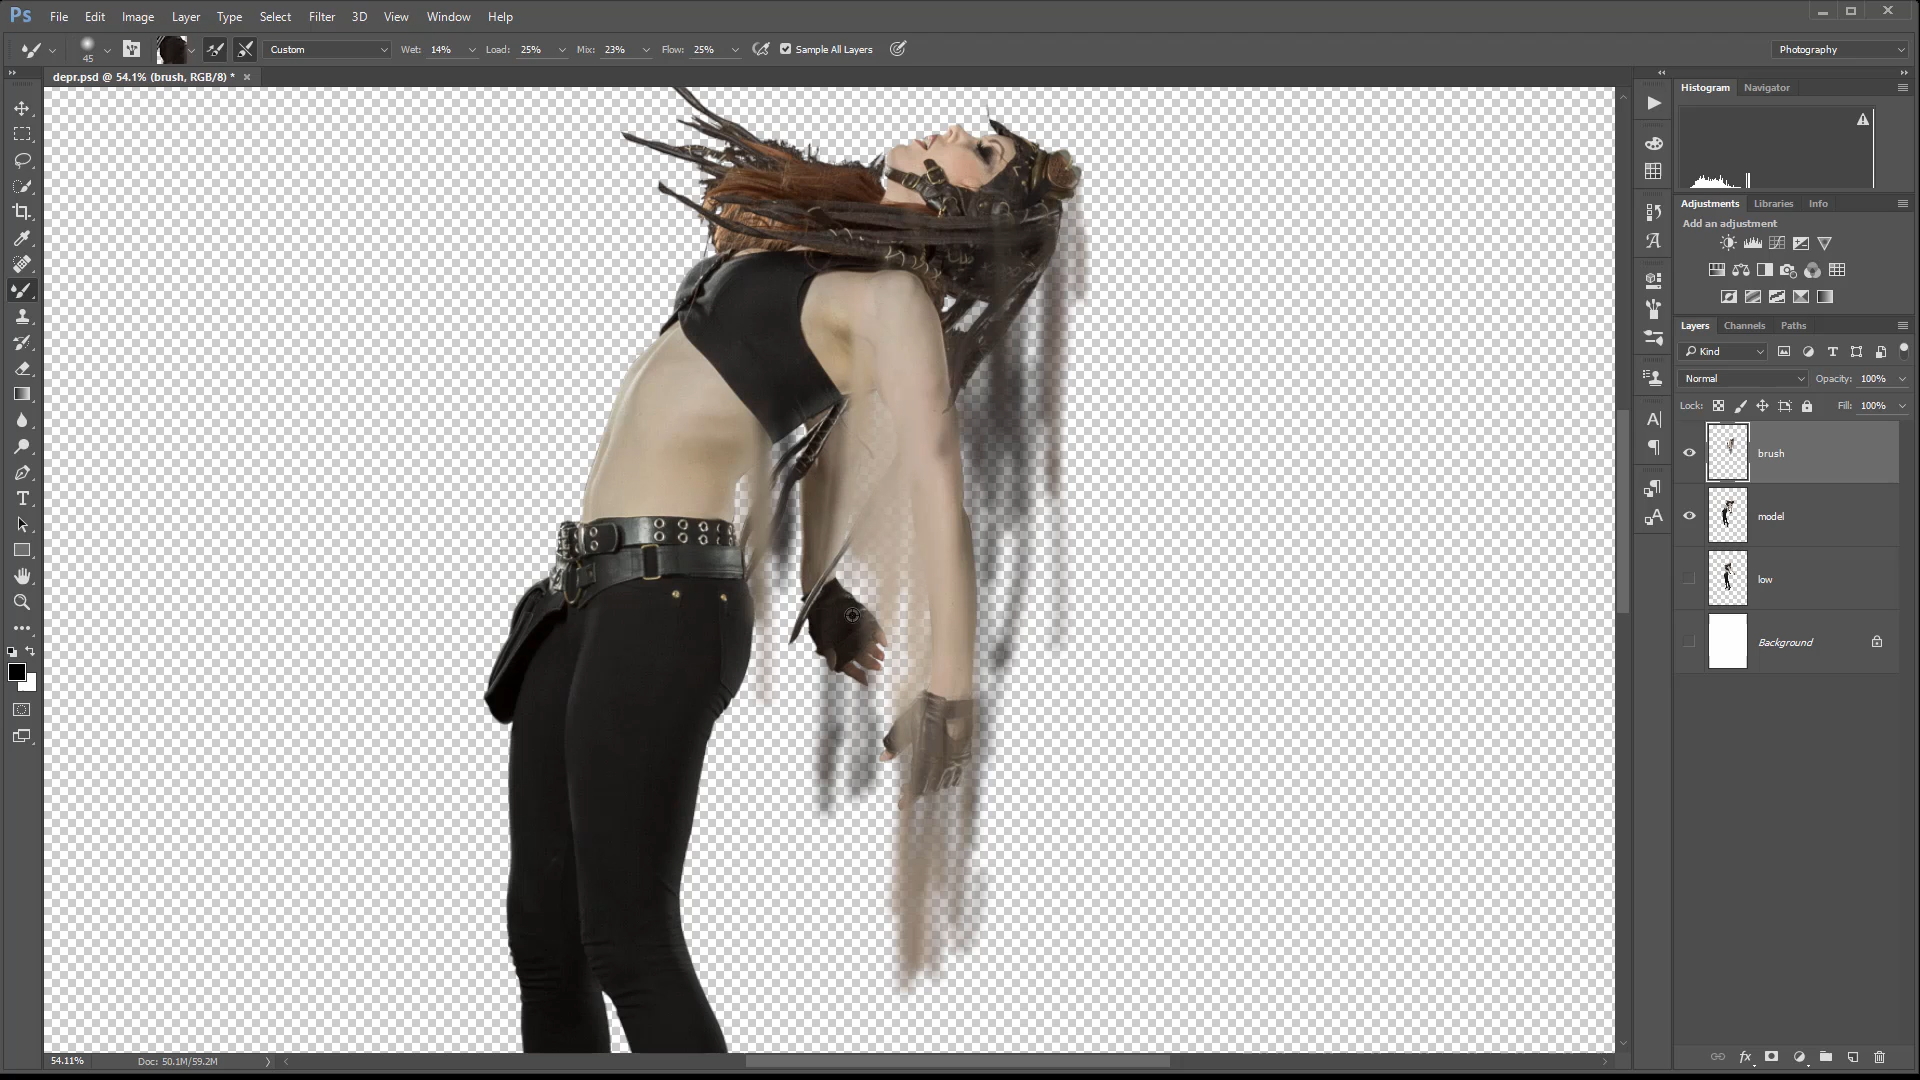 Ps File Edit Image Layer Type Select Filter 3D View Window Help
45 Custom Wet: 14% Load: 25% Mix: 23% Flow: 25% Sample All Layers Photography
depr.psd @ 54.1% (brush, RGB/8) *
Histogram Navigator
Adjustments Libraries Info
Add an adjustment
Layers Channels Paths
Kind
Normal Opacity: 100%
Lock: Fill: 100%
brush
model
low
Background
54.11% Doc: 50.1M/59.2M